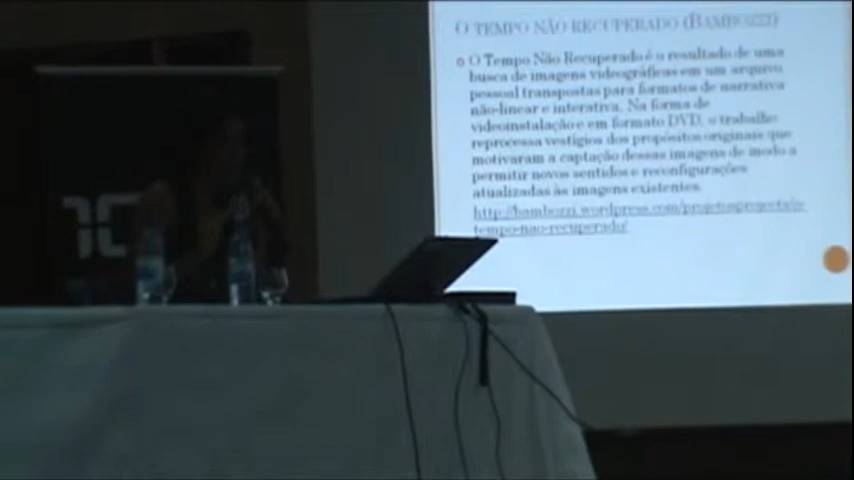 O TEMPO NÃO RECUPERADO (BAMBOZZI)
O Tempo Não Recuperado é o resultado de uma
busca de imagens videográficas em um arquivo
pessoal transpostas para formatos de narrativa
não-linear e interativa. Na forma de
videoinstalação e em formato DVD, o trabalho
reprocessa vestígios dos propósitos originais que
motivaram a captação dessas imagens de modo a
permitir novos sentidos e reconfigurações
atualizadas às imagens existentes.
http://bambozzi.wordpress.com/projetosprojects/o-
tempo-nao-recuperado/
10